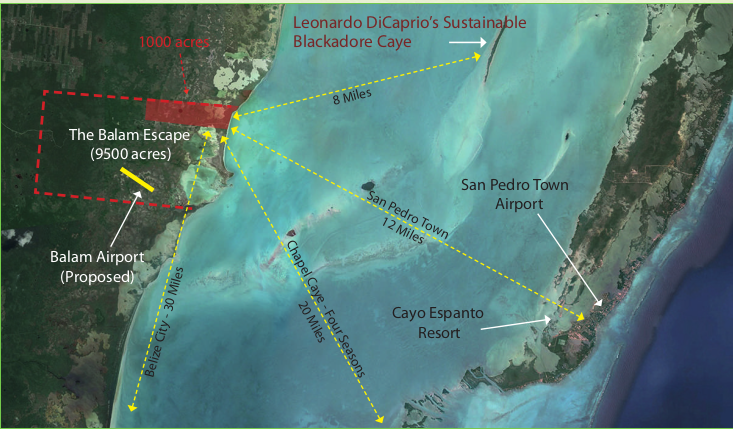 Leonardo DiCaprio's Sustainable
Blackadore Caye
1000 acres
8 Miles
The Balam Escape
(9500 acres)
San Pedro Town
Airport
San Pedro Town
12 Miles
Balam Airport
(Proposed)
Chapel Caye - Four Seasons
20 Miles
Belize City - 30 Miles
Cayo Espanto
Resort